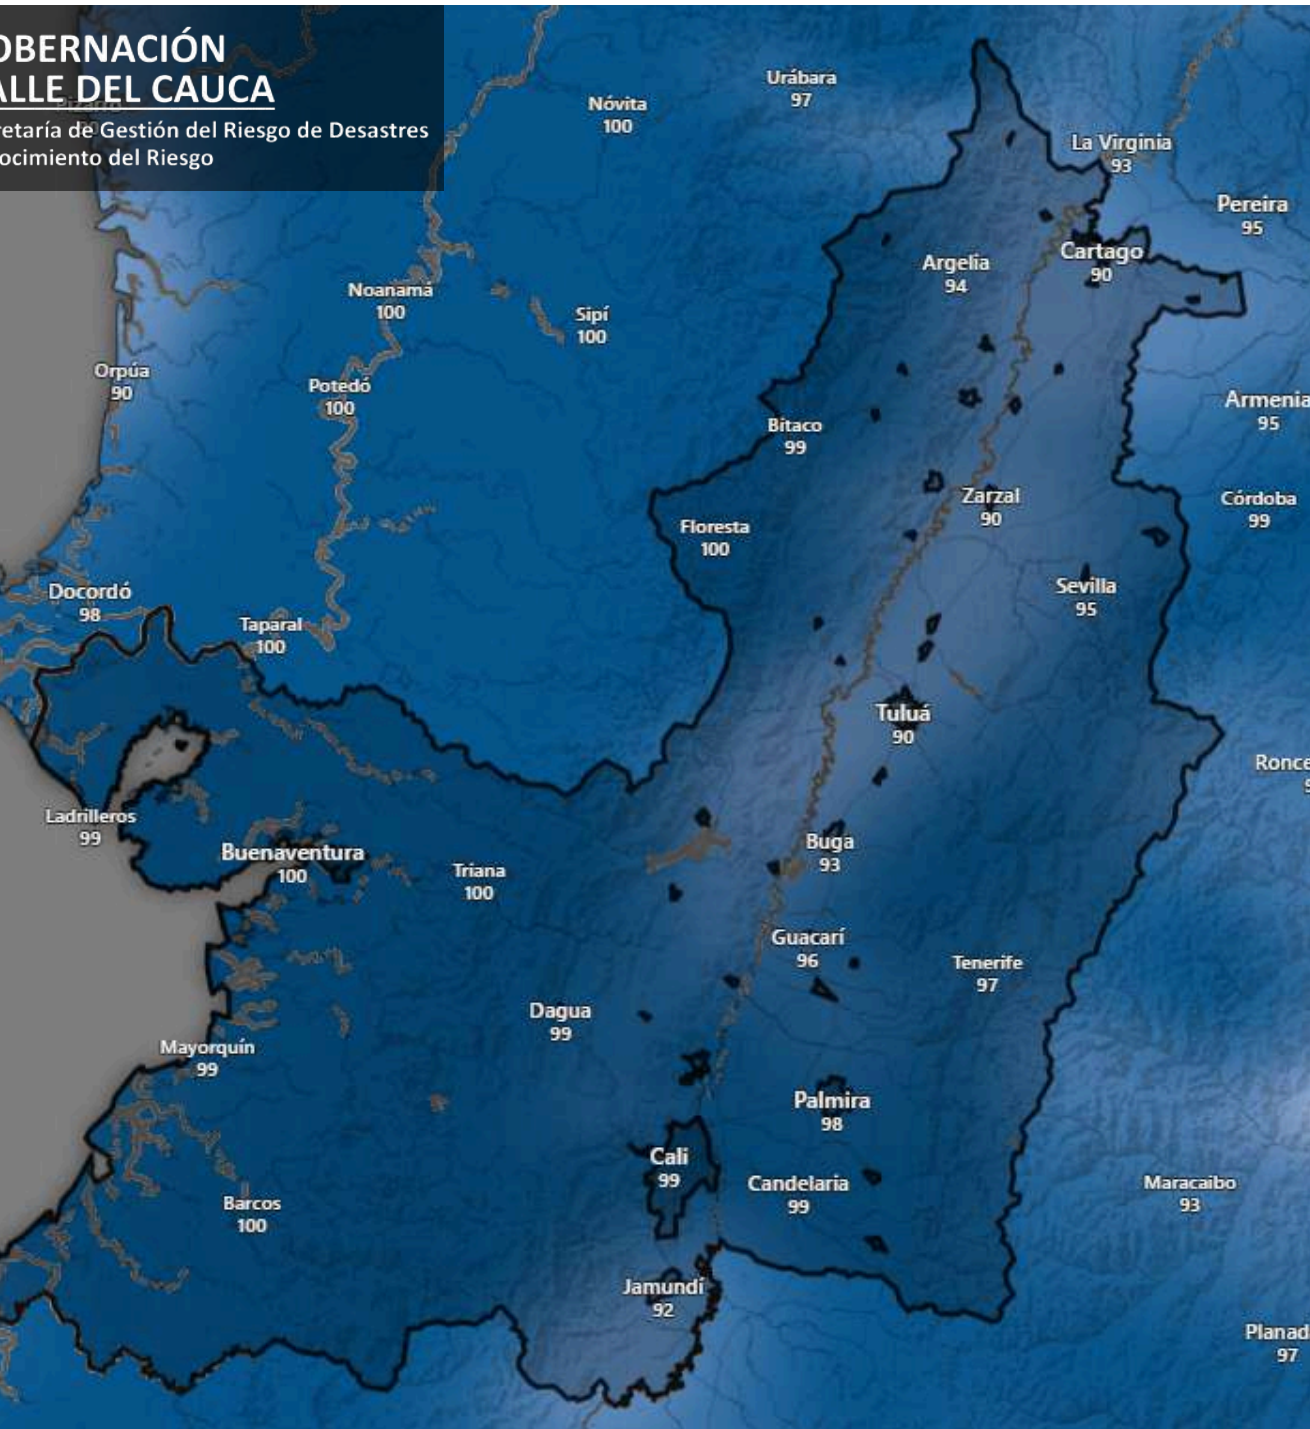 OBERNACIÓN
ALLE DEL CAUCA
retaría de Gestión del Riesgo de Desastres
ocimiento del Riesgo
Pizarro
Urábara
97
Nóvita
100
La Virginia
93
Pereira
95
Cartago
90
Argelia
94
Noanamá
100
Sipí
100
Orpúa
90
Potedó
100
Armenia
95
Bitaco
99
Zarzal
90
Córdoba
99
Floresta
100
Sevilla
95
Docordó
98
Taparal
100
Tuluá
90
Ronce
Ladrilleros
99
Buga
93
Buenaventura
100
Triana
100
Guacarí
96
Tenerife
97
Dagua
99
Mayorquín
99
Palmira
98
Cali
99
Candelaria
99
Maracaibo
93
Barcos
100
Jamundí
92
Planad
97